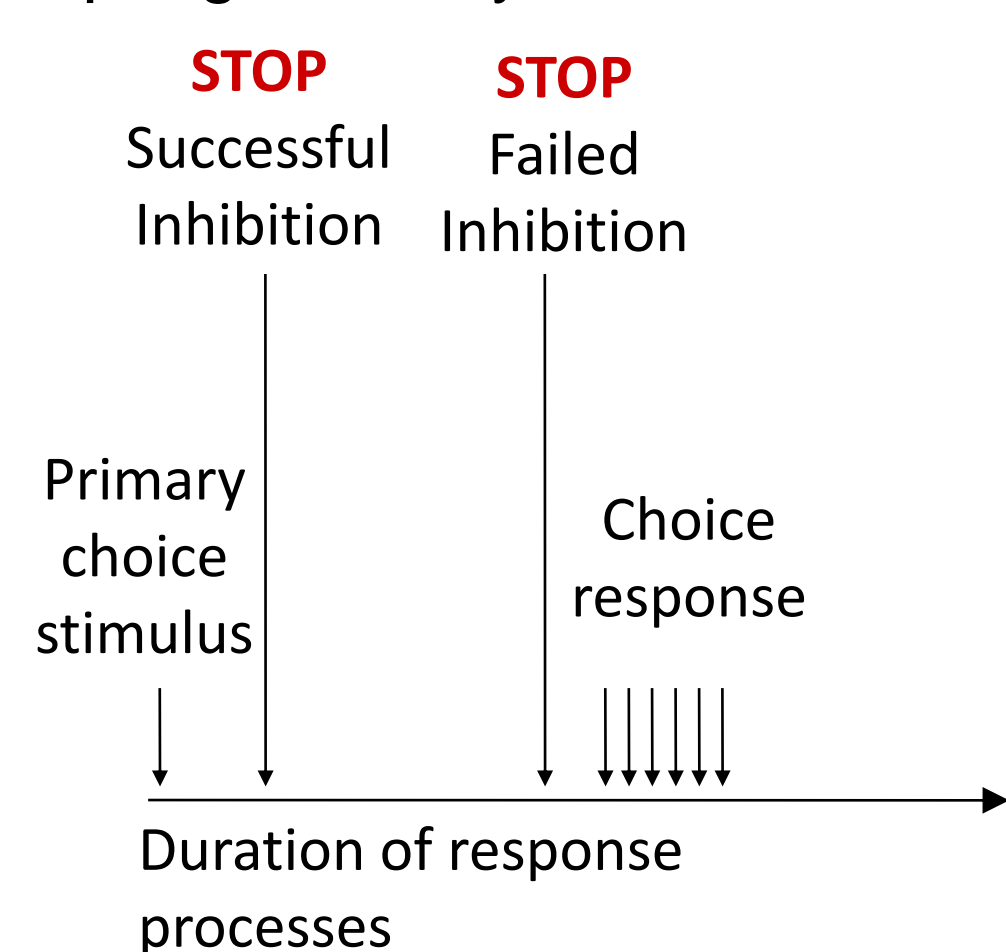 STOP
Successful
Inhibition
STOP
Failed
Inhibition
Primary
choice
stimulus
Choice
response
Duration of response
processes